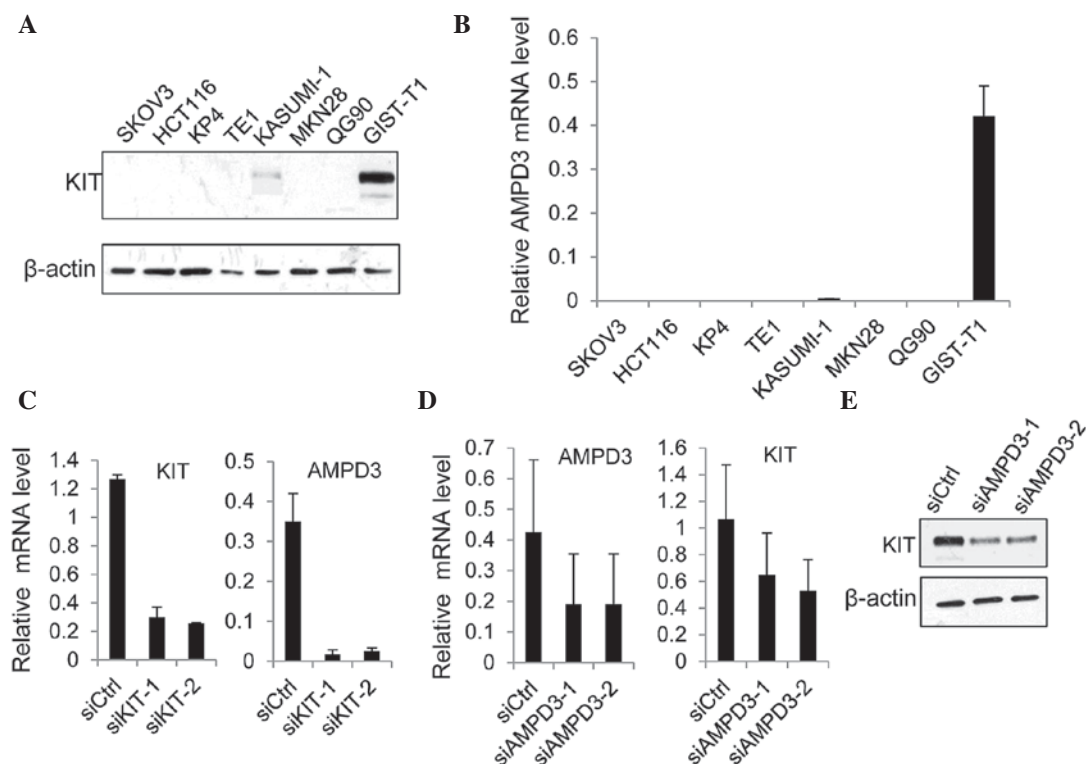 A
SKOV3
HCT116
KP4
TE1
KASUMI-1
MKN28
QG90
GIST-T1
KIT
β-actin
B
Relative AMPD3 mRNA level
0.6
0.5
0.4
0.3
0.2
0.1
0
SKOV3
HCT116
KP4
TE1
KASUMI-1
MKN28
QG90
GIST-T1
C
Relative mRNA level
1.4
1.2
1
0.8
0.6
0.4
0.2
0
KIT
siCtrl
siKIT-1
siKIT-2
0.5
0.4
0.3
0.2
0.1
0
AMPD3
siCtrl
siKIT-1
siKIT-2
D
Relative mRNA level
0.7
0.6
0.5
0.4
0.3
0.2
0.1
0
AMPD3
siCtrl
siAMPD3-1
siAMPD3-2
1.6
1.4
1.2
1
0.8
0.6
0.4
0.2
0
KIT
siCtrl
siAMPD3-1
siAMPD3-2
E
siCtrl
siAMPD3-1
siAMPD3-2
KIT
β-actin